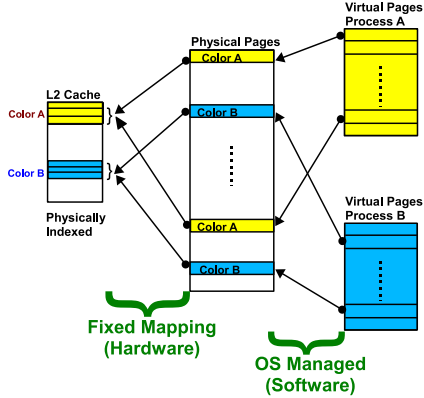 Virtual Pages
Process A
Physical Pages
Color A
L2 Cache
Color A
Color B
Color B
Physically
Indexed
Color A
Color B
Virtual Pages
Process B
Fixed Mapping
(Hardware)
OS Managed
(Software)